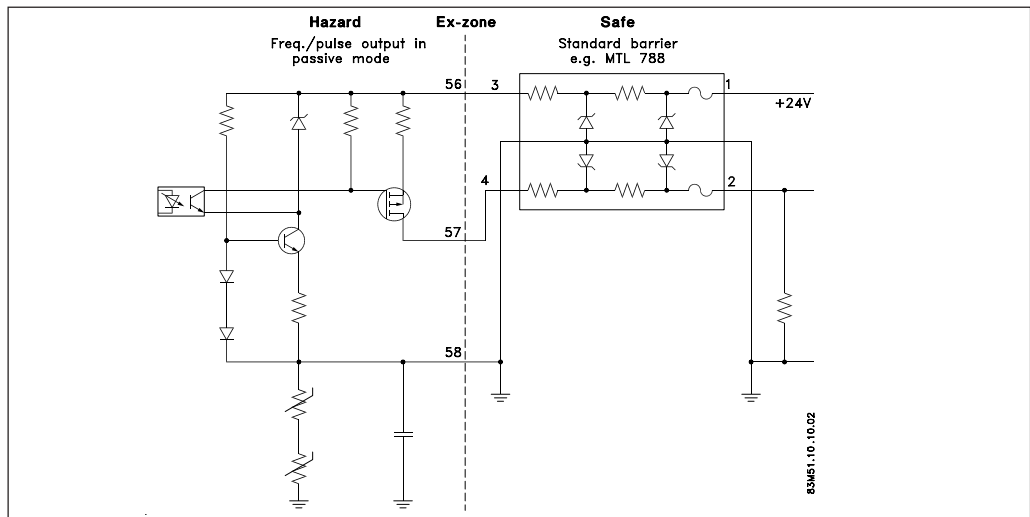 Hazard Ex-zone Safe
Freq./pulse output in
passive mode
Standard barrier
e.g. MTL 788
56 3 1
+24V
4 2
57
58
83M51.10.10.02